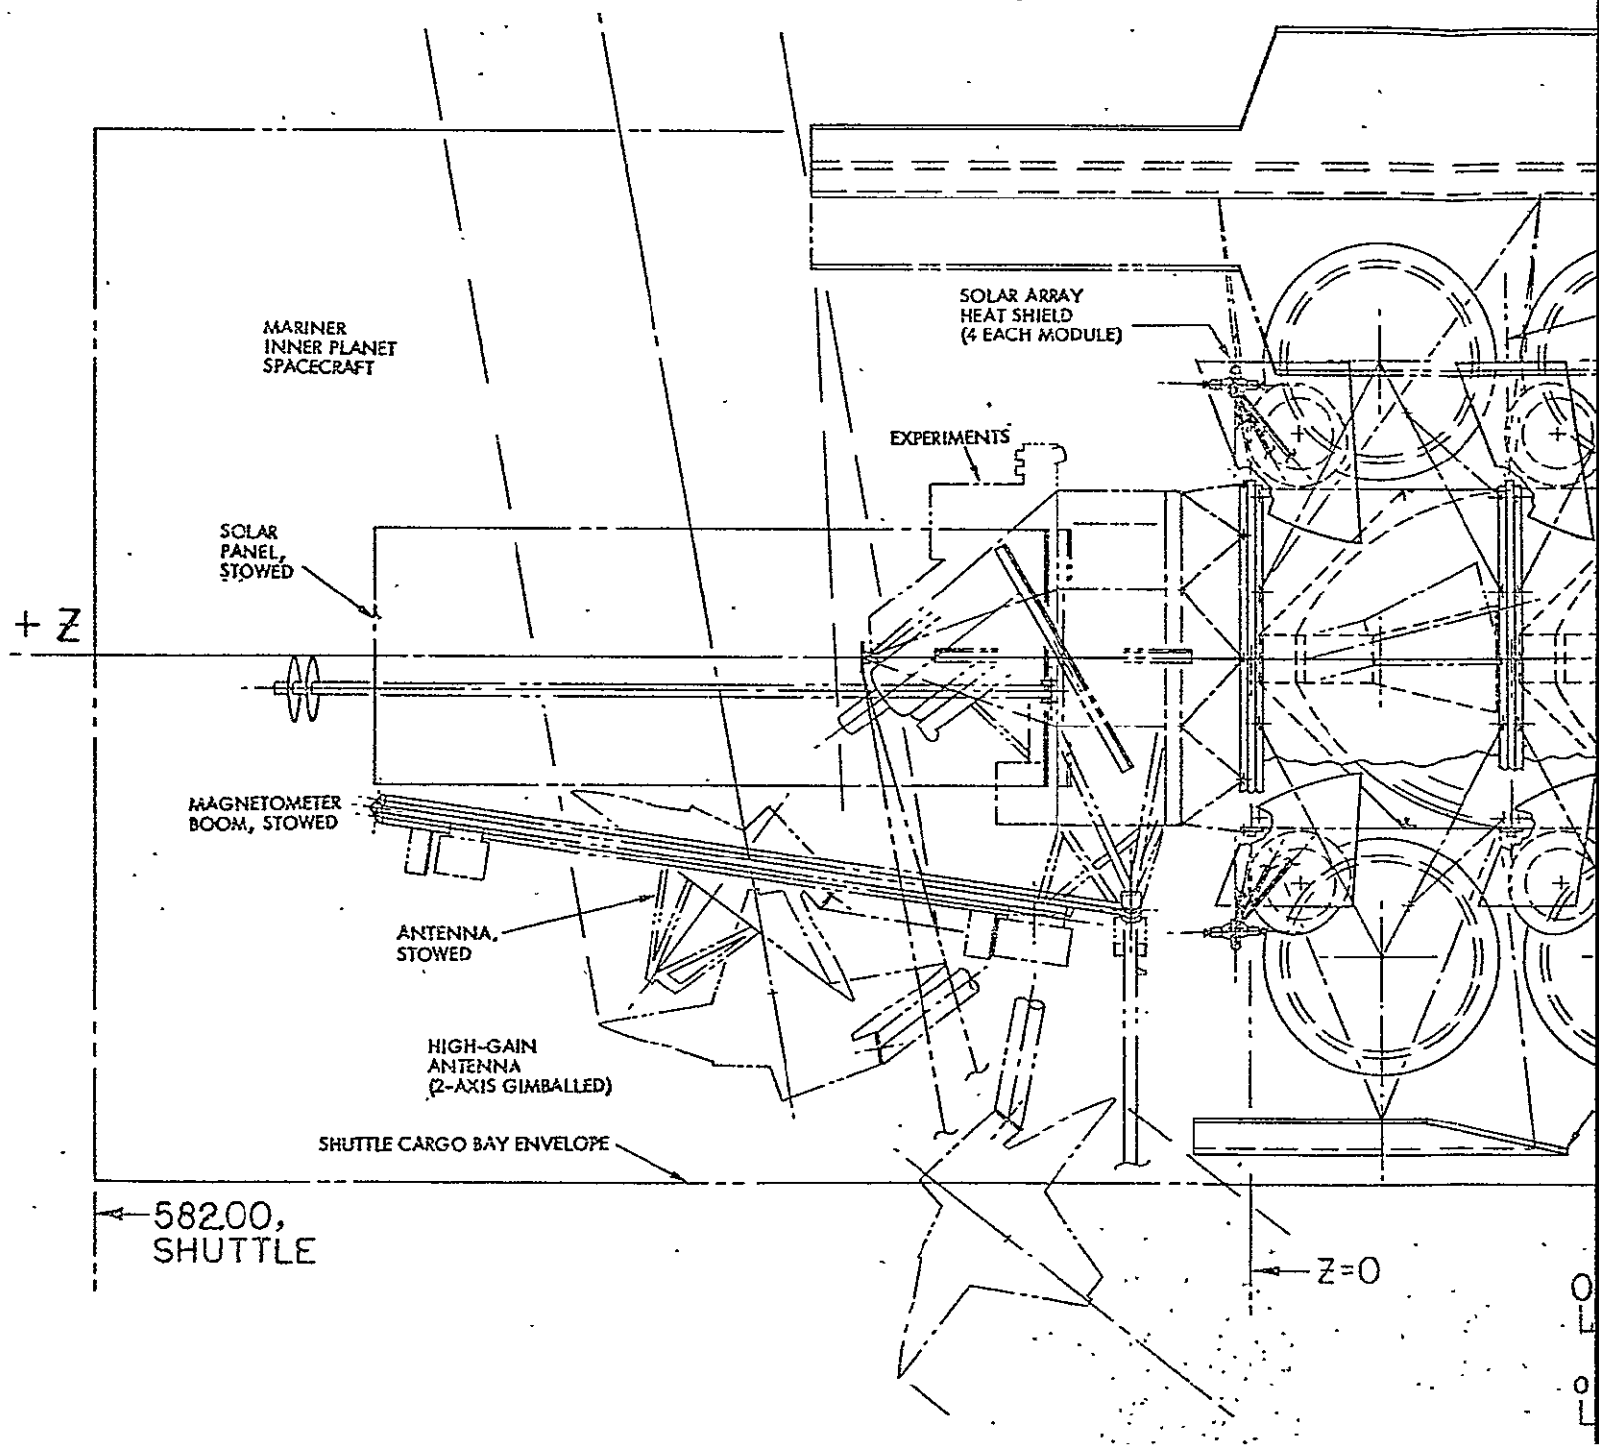 SOLAR ARRAY
HEAT SHIELD
(4 EACH MODULE)
MARINER
INNER PLANET
SPACECRAFT
EXPERIMENTS
SOLAR
PANEL,
STOWED
+ Z
MAGNETOMETER
BOOM, STOWED
ANTENNA,
STOWED
HIGH-GAIN
ANTENNA
(2-AXIS GIMBALLED)
SHUTTLE CARGO BAY ENVELOPE
582.00,
SHUTTLE
Z=0